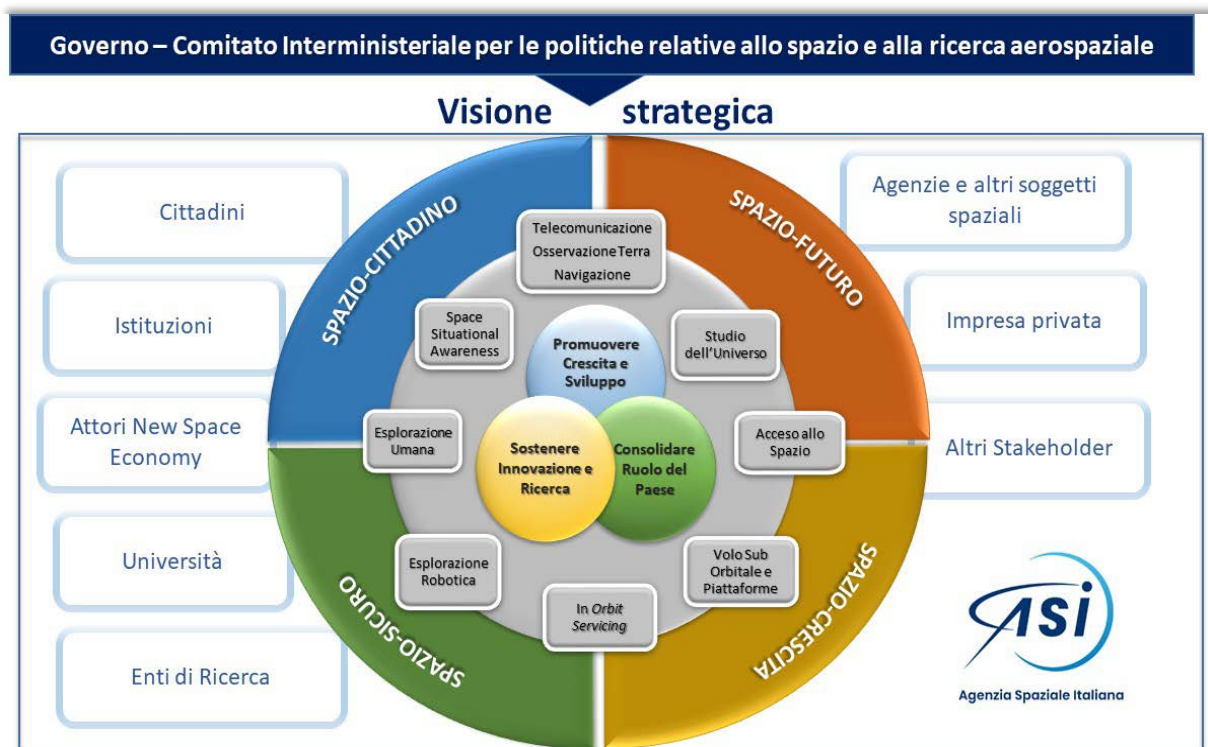 Governo – Comitato Interministeriale per le politiche relative allo spazio e alla ricerca aerospaziale
Visione strategica
Cittadini
Istituzioni
Attori New Space
Economy
Università
Enti di Ricerca
SPAZIO-CITTADINO
SPAZIO-FUTURO
SPAZIO-SICURO
SPAZIO-CRESCITA
Telecomunicazione
Osservazione Terra
Navigazione
Space
Situational
Awareness
Studio
dell'Universo
Esplorazione
Umana
Acceso allo
Spazio
Esplorazione
Robotica
Volo Sub
Orbitale e
Piattaforme
In Orbit
Servicing
Promuovere
Crescita e
Sviluppo
Sostenere
Innovazione e
Ricerca
Consolidare
Ruolo del
Paese
Agenzie e altri soggetti
spaziali
Impresa privata
Altri Stakeholder
ASI
Agenzia Spaziale Italiana